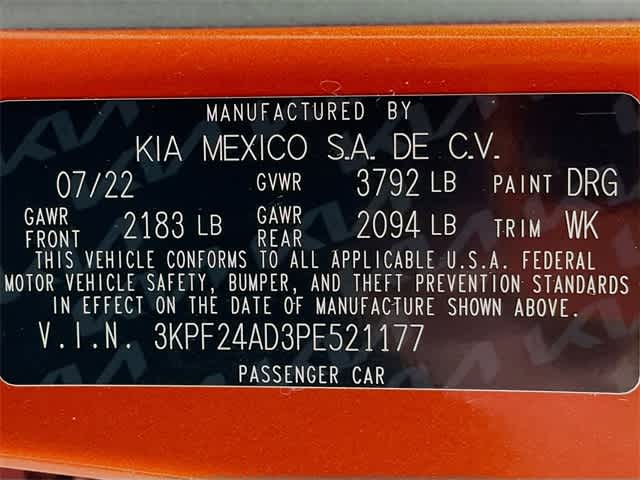 MANUFACTURED BY
KIA MEXICO S.A. DE C.V.
07/22 GVWR 3792 LB PAINT DRG
GAWR FRONT 2183 LB GAWR REAR 2094 LB TRIM WK
THIS VEHICLE CONFORMS TO ALL APPLICABLE U.S.A. FEDERAL
MOTOR VEHICLE SAFETY, BUMPER, AND THEFT PREVENTION STANDARDS
IN EFFECT ON THE DATE OF MANUFACTURE SHOWN ABOVE.
V.I.N. 3KPF24AD3PE521177
PASSENGER CAR